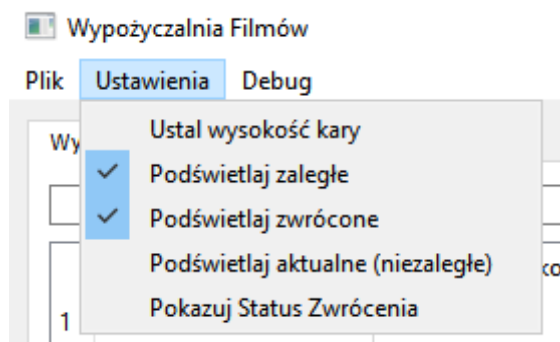 Wypożyczalnia Filmów
Plik Ustawienia Debug
Ustal wysokość kary
Podświetlaj zaległe
Podświetlaj zwrócone
Podświetlaj aktualne (niezaległe)
Pokazuj Status Zwrócenia
1